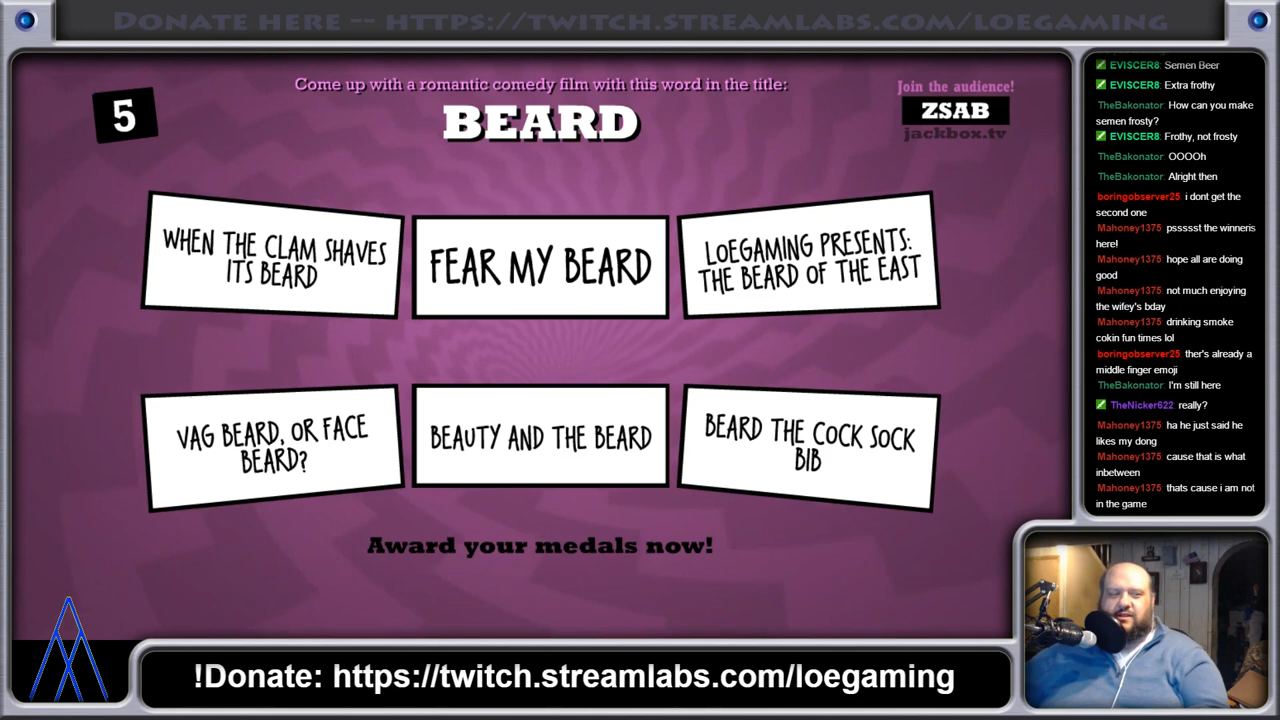 Donate here -- https://twitch.streamlabs.com/loegaming
5
Come up with a romantic comedy film with this word in the title:
BEARD
Join the audience!
ZSAB
jackbox.tv
WHEN THE CLAM SHAVES
ITS BEARD
FEAR MY BEARD
LOEGAMING PRESENTS:
THE BEARD OF THE EAST
VAG BEARD, OR FACE
BEARD?
BEAUTY AND THE BEARD
BEARD THE COCK SOCK
BIB
Award your medals now!
EVISCER8: Semen Beer
EVISCER8: Extra frothy
TheBakonator: How can you make
semen frosty?
EVISCER8: Frothy, not frosty
TheBakonator: OOOOh
TheBakonator: Alright then
boringobserver25: i dont get the
second one
Mahoney1375: pssssst the winneris
here!
Mahoney1375: hope all are doing
good
Mahoney1375: not much enjoying
the wifey's bday
Mahoney1375: drinking smoke
cokin fun times lol
boringobserver25: ther's already a
middle finger emoji
TheBakonator: I'm still here
TheNicker622: really?
Mahoney1375: ha he just said he
likes my dong
Mahoney1375: cause that is what
inbetween
Mahoney1375: thats cause i am not
in the game
!Donate: https://twitch.streamlabs.com/loegaming